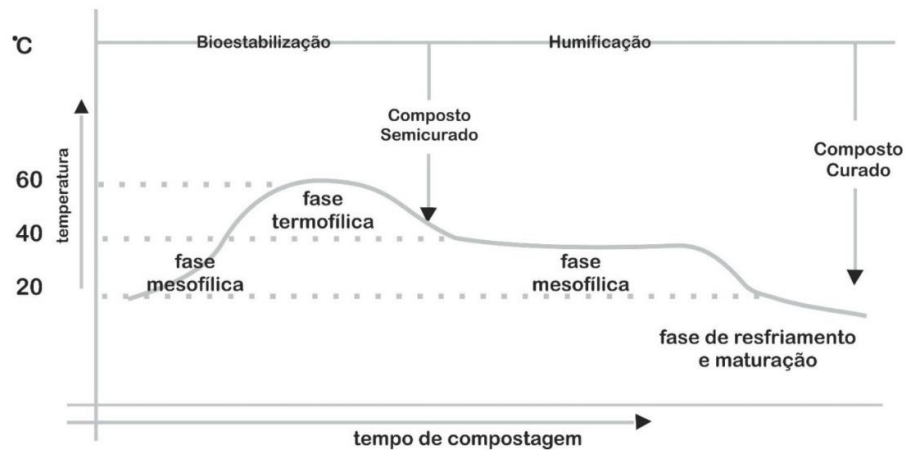 °C
Bioestabilização
Humificação
Composto
Semicurado
Composto
Curado
temperatura
60
fase
termofílica
40
fase
mesofílica
fase
mesofílica
20
fase de resfriamento
e maturação
tempo de compostagem